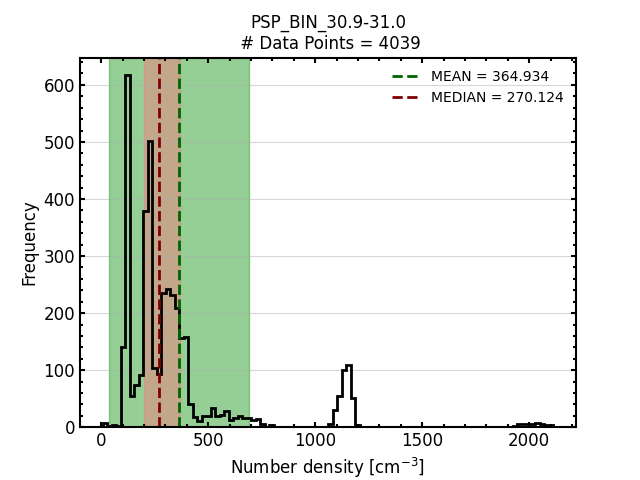 PSP_BIN_30.9-31.0
# Data Points = 4039
MEAN = 364.934
MEDIAN = 270.124
Frequency
600
500
400
300
200
100
0
0 500 1000 1500 2000
Number density [cm⁻³]